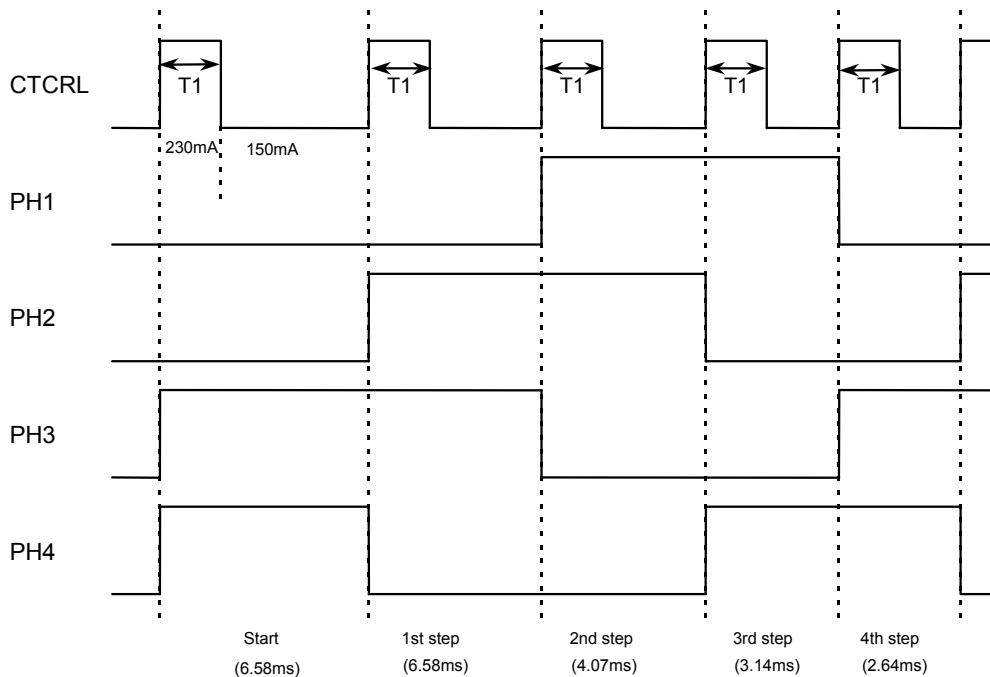 CTCRL
T1 T1 T1 T1 T1
230mA 150mA
PH1
PH2
PH3
PH4
Start 1st step 2nd step 3rd step 4th step
(6.58ms) (6.58ms) (4.07ms) (3.14ms) (2.64ms)